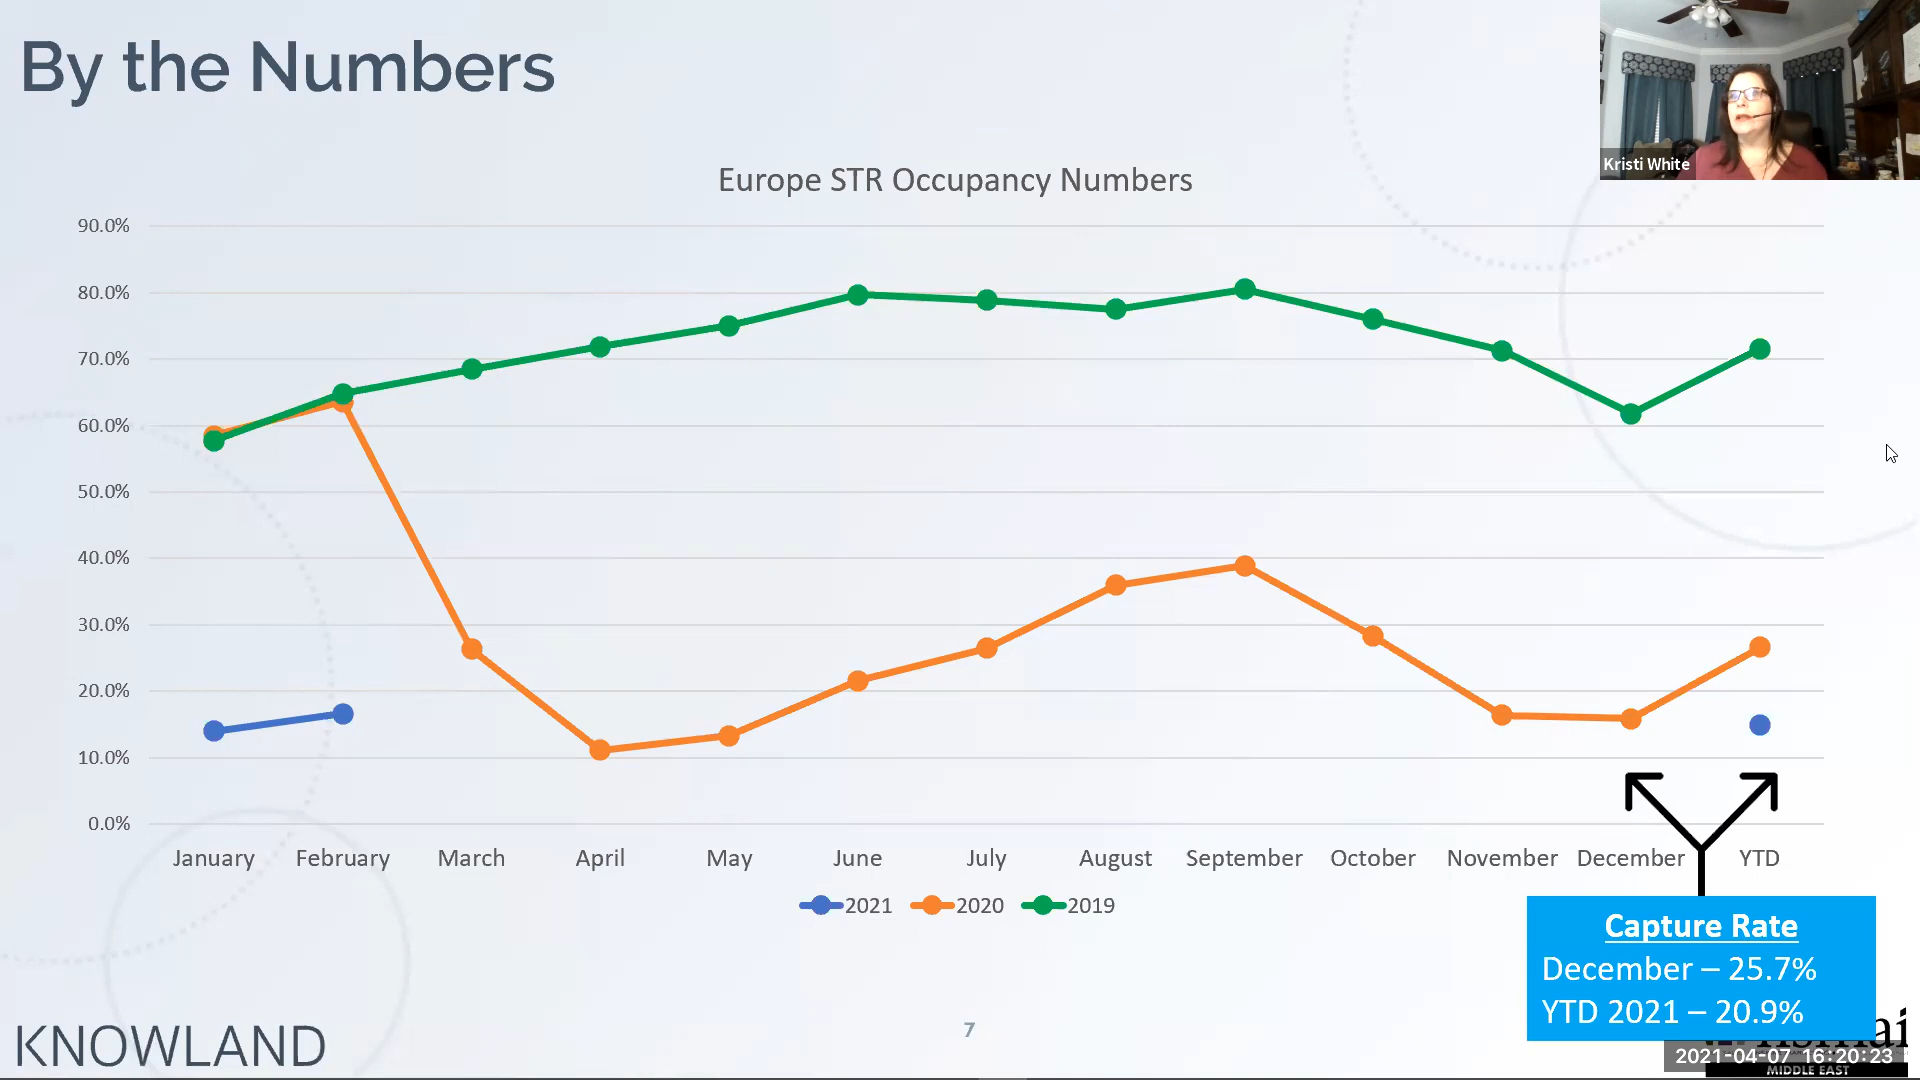 By the Numbers
Kristi White
Europe STR Occupancy Numbers
90.0%
80.0%
70.0%
60.0%
50.0%
40.0%
30.0%
20.0%
10.0%
0.0%
January February March April May June July August September October November December YTD
2021 2020 2019
Capture Rate
December – 25.7%
YTD 2021 – 20.9%
KNOWLAND
7
2021-04-07 16:20:23
MIDDLE EAST